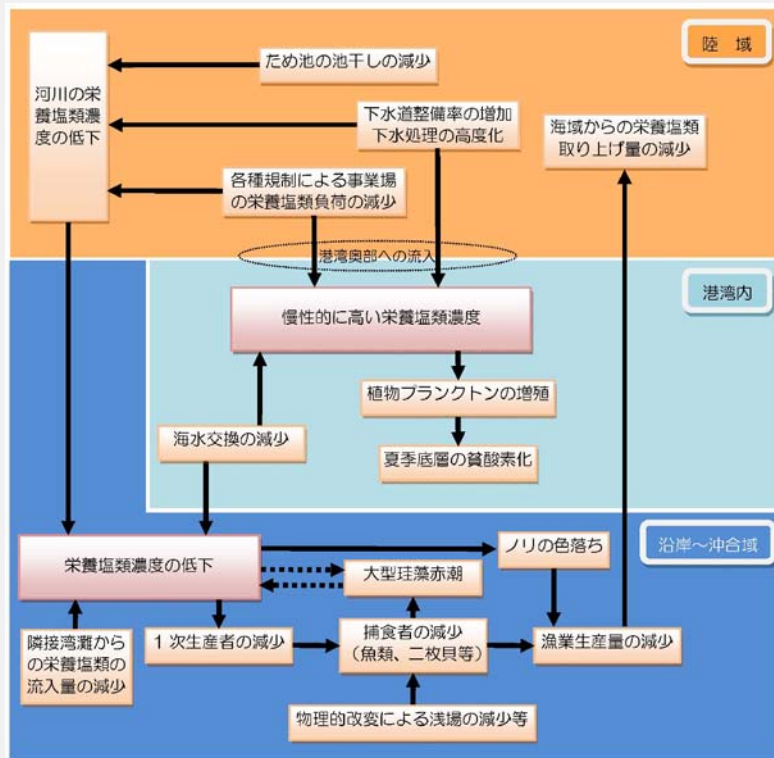 陸 域
ため池の池干しの減少
河川の栄養塩類濃度の低下
下水道整備率の増加
下水処理の高度化
海域からの栄養塩類
取り上げ量の減少
各種規制による事業場
の栄養塩類負荷の減少
港湾奥部への流入
港湾内
慢性的に高い栄養塩類濃度
植物プランクトンの増殖
海水交換の減少
夏季底層の貧酸素化
沿岸～沖合域
ノリの色落ち
栄養塩類濃度の低下
大型珪藻赤潮
隣接湾灘から
の栄養塩類の
流入量の減少
1 次生産者の減少
捕食者の減少
（魚類、二枚貝等）
漁業生産量の減少
物理的改変による浅場の減少等